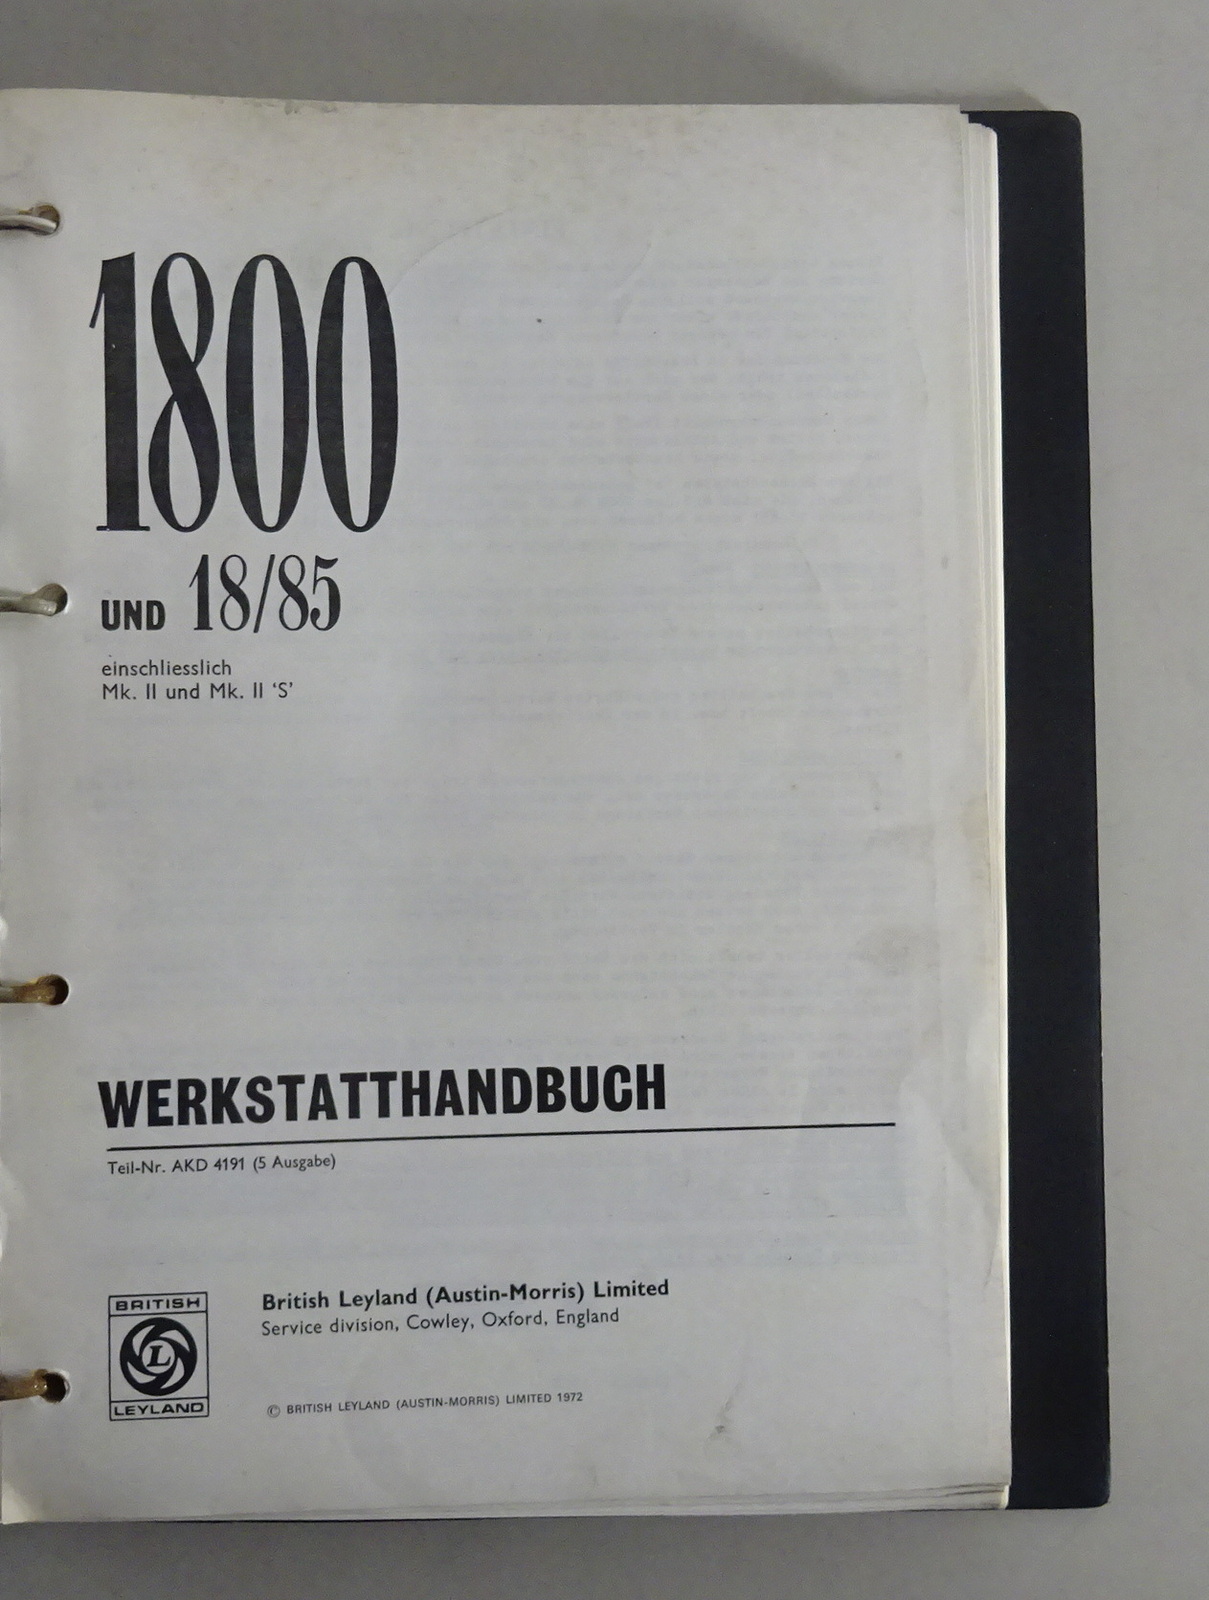 1800
UND 18/85
einschliesslich
Mk. II und Mk. II ‘S’
WERKSTATTHANDBUCH
Teil-Nr. AKD 4191 (5 Ausgabe)
BRITISH
L
LEYLAND
British Leyland (Austin-Morris) Limited
Service division, Cowley, Oxford, England
© BRITISH LEYLAND (AUSTIN-MORRIS) LIMITED 1972